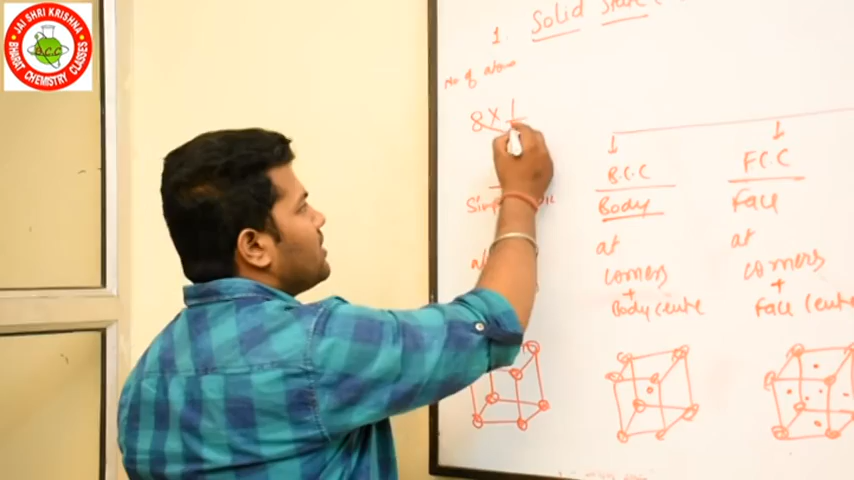 JAI SHRI KRISHNA
B.C.C
BHARAT CHEMISTRY CLASSES
1. Solid State
No of atoms
8 × 1
B.C.C
Body
at
corners
+
Body centre
F.C.C
Face
at
corners
+
Face centre